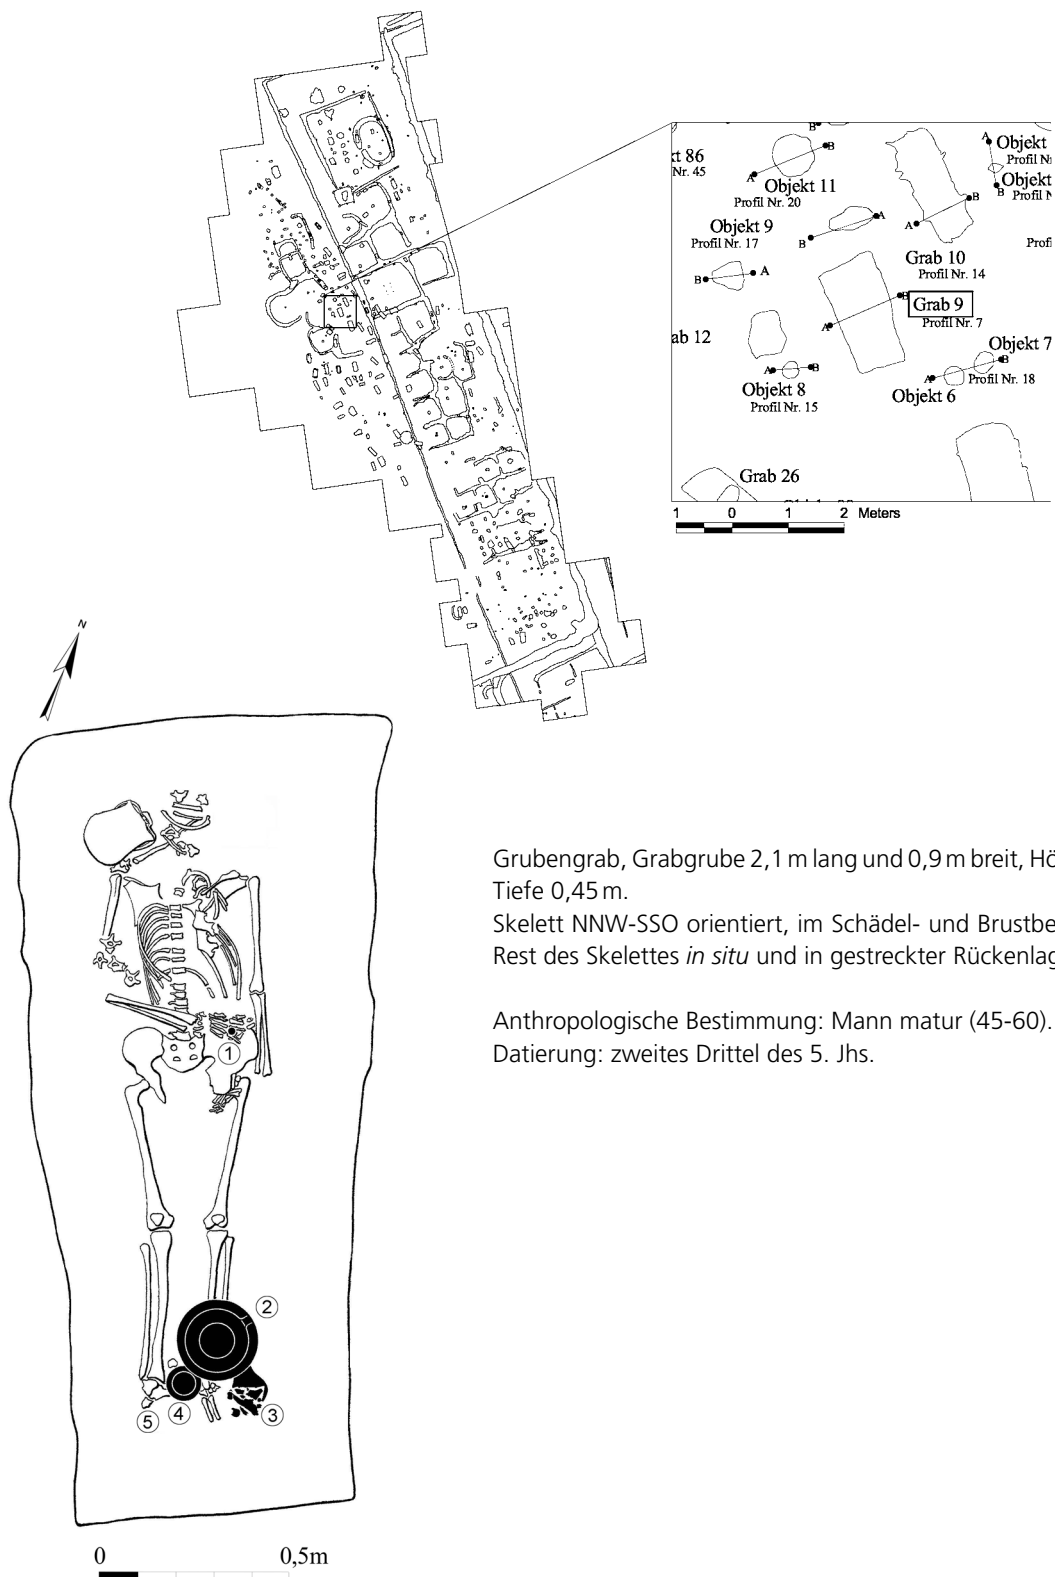 B
A
Objekt
Profil Nr
kt 86
Nr. 45
B
A
Objekt 11
Profil Nr. 20
Objekt
Profil N
B
B
A
Objekt 9
Profil Nr. 17
B
A
A
B
Grab 10
Profil Nr. 14
Profi
B
Grab 9
Profil Nr. 7
A
ab 12
Objekt 7
B
A
B
Objekt 8
Profil Nr. 15
A
Profil Nr. 18
Objekt 6
Grab 26
1 0 1 2 Meters
N
Grubengrab, Grabgrube 2,1 m lang und 0,9 m breit, Hö
Tiefe 0,45 m.
Skelett NNW-SSO orientiert, im Schädel- und Brustbe
Rest des Skelettes in situ und in gestreckter Rückenlag
Anthropologische Bestimmung: Mann matur (45-60).
Datierung: zweites Drittel des 5. Jhs.
1
2
3
4
5
0 0,5m